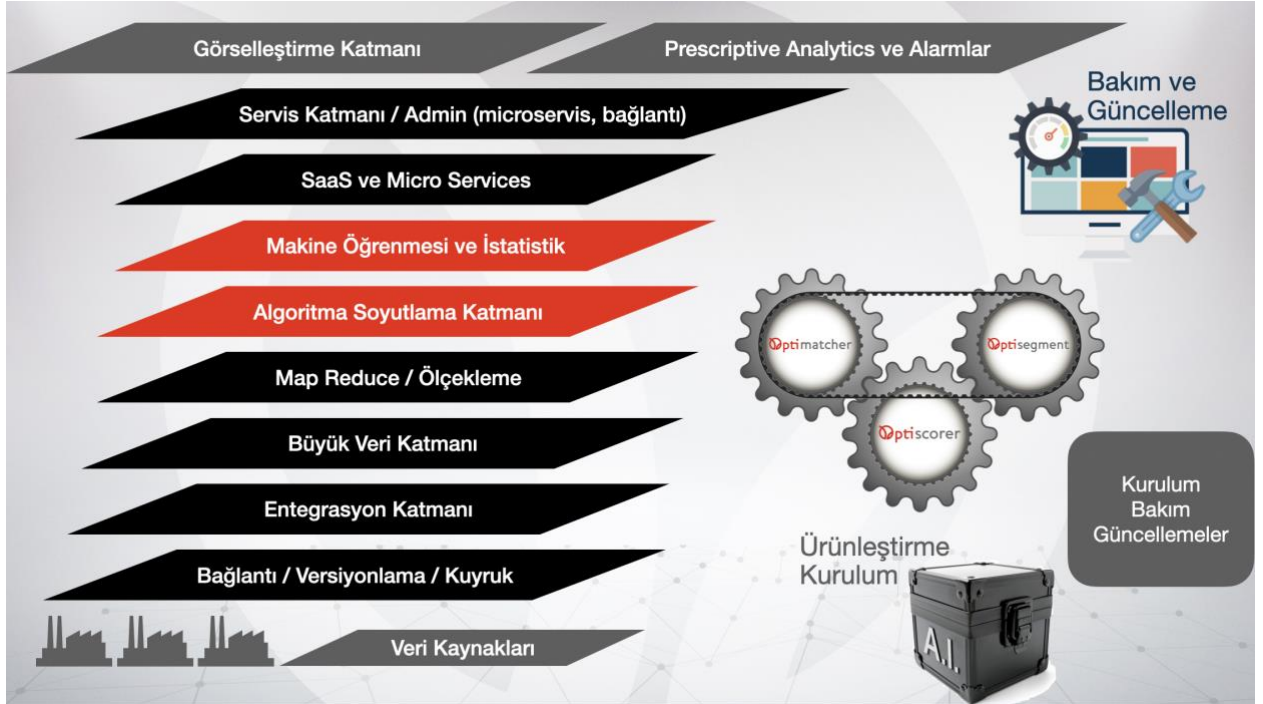 Görselleştirme Katmanı
Prescriptive Analytics ve Alarmlar
Servis Katmanı / Admin (microservis, bağlantı)
SaaS ve Micro Services
Makine Öğrenmesi ve İstatistik
Algoritma Soyutlama Katmanı
Map Reduce / Ölçekleme
Büyük Veri Katmanı
Entegrasyon Katmanı
Bağlantı / Versiyonlama / Kuyruk
Veri Kaynakları
Bakım ve
Güncelleme
Optimatcher
Optisegment
Optiscorer
Kurulum
Bakım
Güncellemeler
Ürünleştirme
Kurulum
A.I.